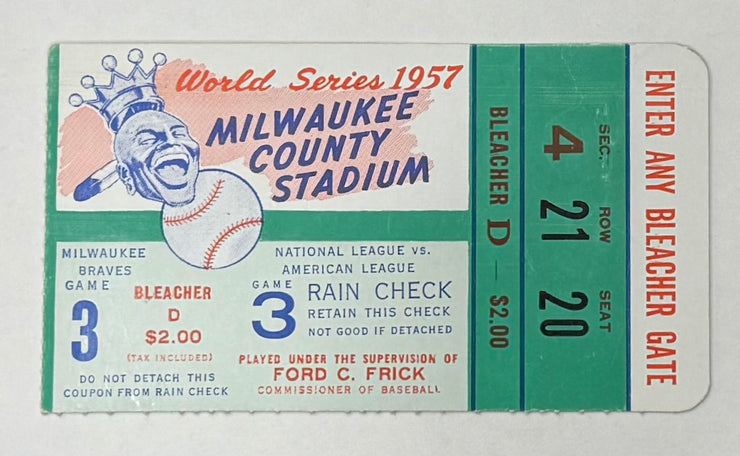 World Series 1957
MILWAUKEE
COUNTY
STADIUM
MILWAUKEE
BRAVES
GAME
3
BLEACHER
D
$2.00
(TAX INCLUDED)
DO NOT DETACH THIS
COUPON FROM RAIN CHECK
NATIONAL LEAGUE VS.
AMERICAN LEAGUE
GAME
3
RAIN CHECK
RETAIN THIS CHECK
NOT GOOD IF DETACHED
PLAYED UNDER THE SUPERVISION OF
FORD C. FRICK
COMMISSIONER OF BASEBALL
BLEACHER D — $2.00
SEC. ROW SEAT
4 21 20
ENTER ANY BLEACHER GATE